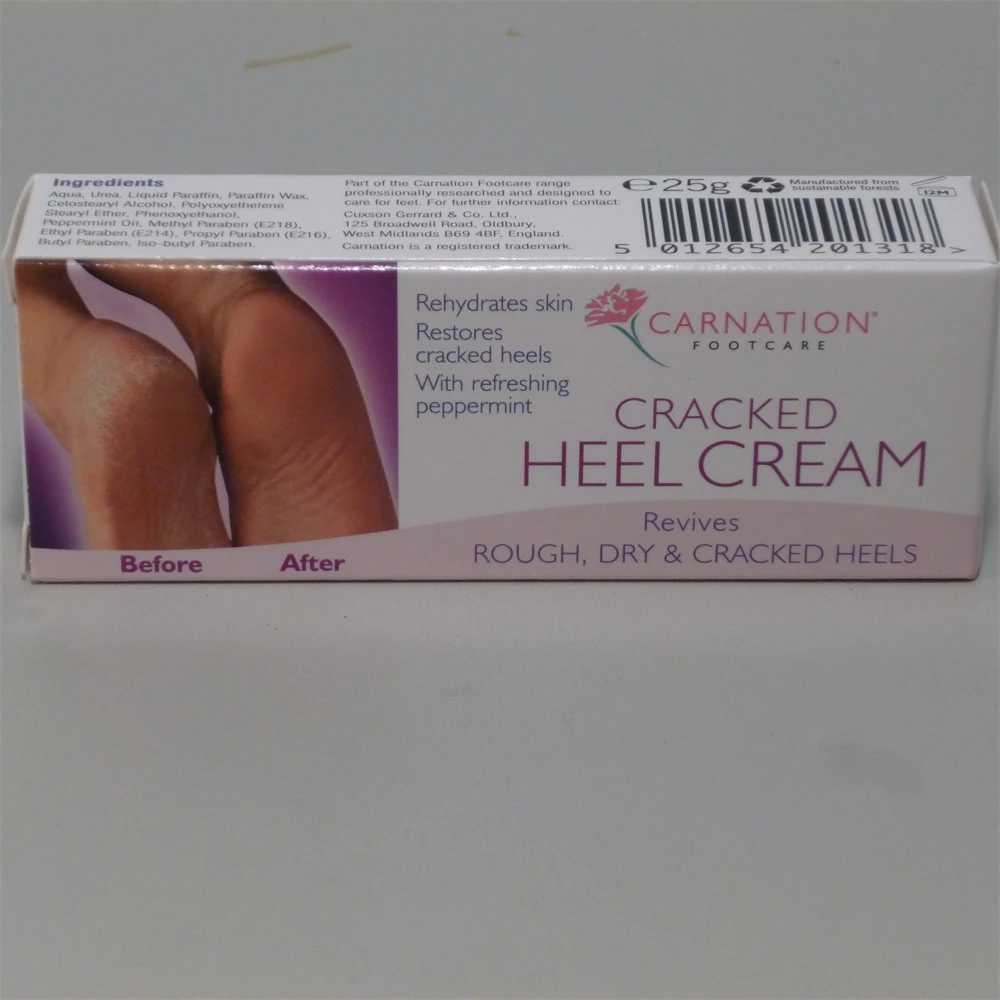 Ingredients
Aqua, Urea, Liquid Paraffin, Paraffin Wax,
Cetostearyl Alcohol, Polyoxyethelene
Stearyl Ether, Phenoxyethanol,
Peppermint Oil, Methyl Paraben (E218),
Ethyl Paraben (E214), Propyl Paraben (E216),
Butyl Paraben, Iso-butyl Paraben.
Part of the Carnation Footcare range
professionally researched and designed to
care for feet. For further information contact:
Cuxson Gerrard & Co. Ltd.,
125 Broadwell Road, Oldbury,
West Midlands B69 4BF, England.
Carnation is a registered trademark.
℮25g
Manufactured from
sustainable forests
12M
5 012654 201318 >
Rehydrates skin
Restores
cracked heels
With refreshing
peppermint
CARNATION®
FOOTCARE
CRACKED
HEEL CREAM
Revives
ROUGH, DRY & CRACKED HEELS
Before After